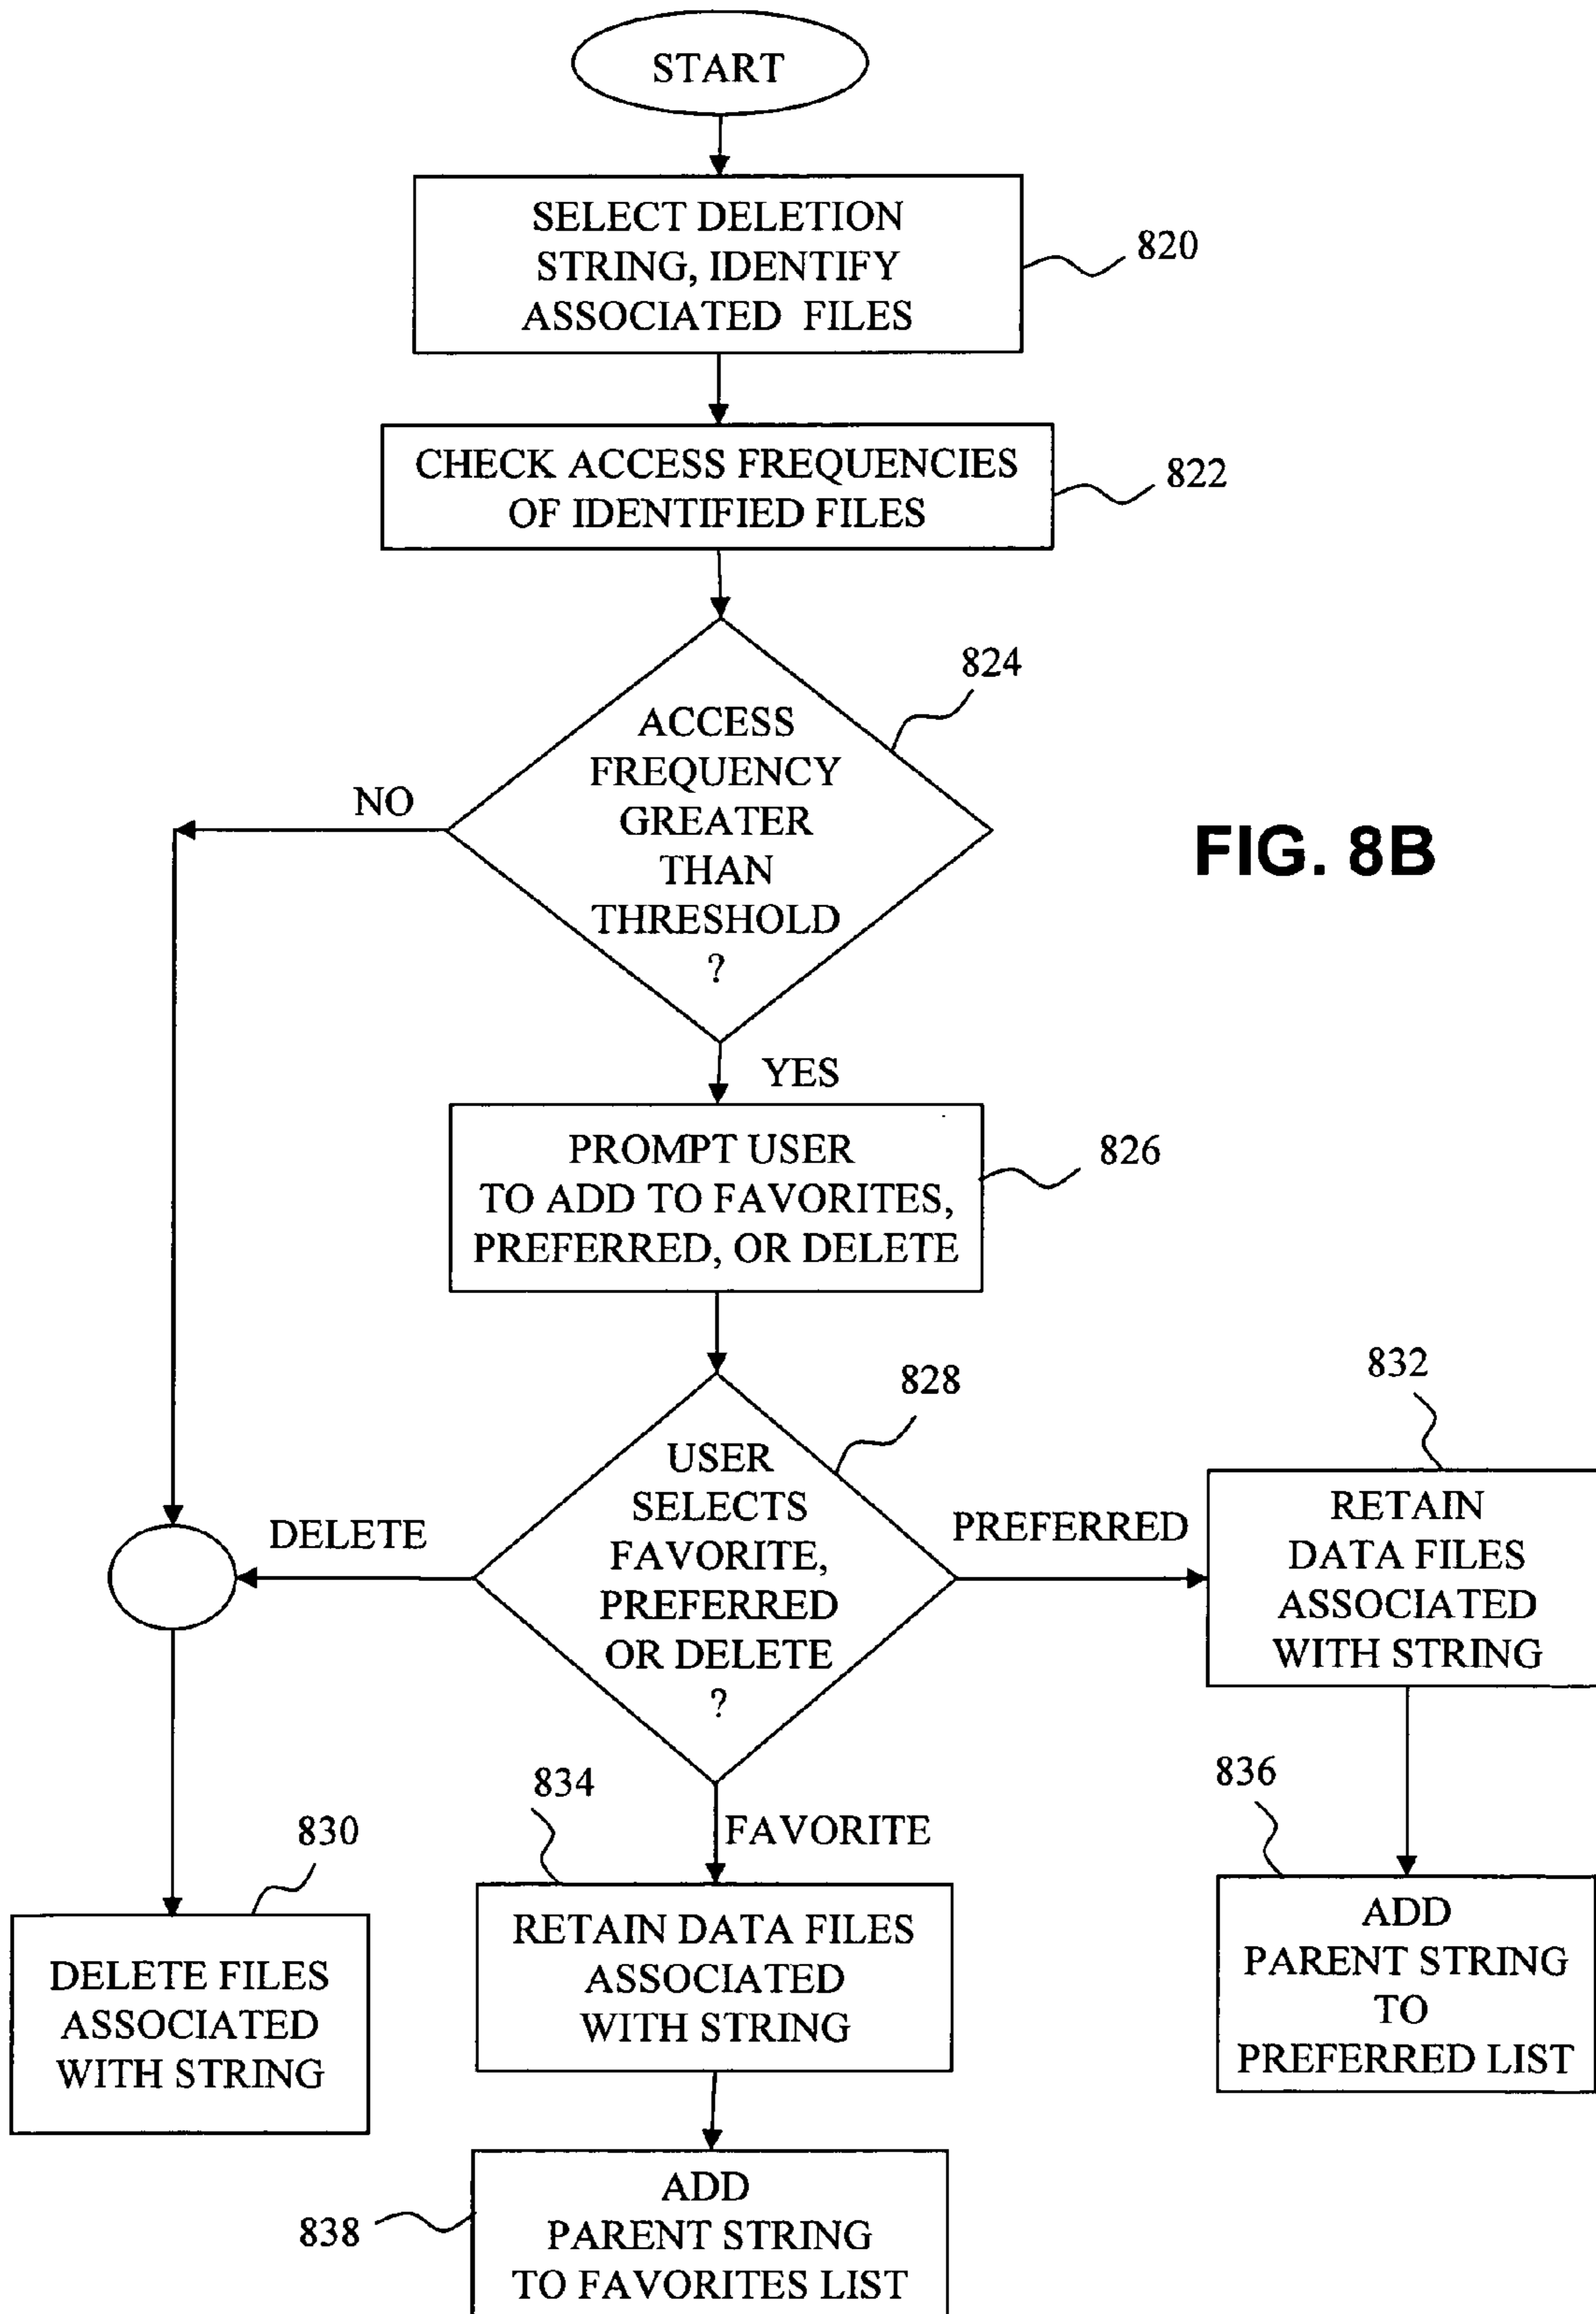 START
SELECT DELETION
STRING, IDENTIFY
ASSOCIATED FILES
820
CHECK ACCESS FREQUENCIES
OF IDENTIFIED FILES
822
824
ACCESS
FREQUENCY
GREATER
THAN
THRESHOLD
?
NO
FIG. 8B
YES
PROMPT USER
TO ADD TO FAVORITES,
PREFERRED, OR DELETE
826
828
USER
SELECTS
FAVORITE,
PREFERRED
OR DELETE
?
DELETE
PREFERRED
832
RETAIN
DATA FILES
ASSOCIATED
WITH STRING
834
FAVORITE
836
830
DELETE FILES
ASSOCIATED
WITH STRING
RETAIN DATA FILES
ASSOCIATED
WITH STRING
ADD
PARENT STRING
TO
PREFERRED LIST
838
ADD
PARENT STRING
TO FAVORITES LIST